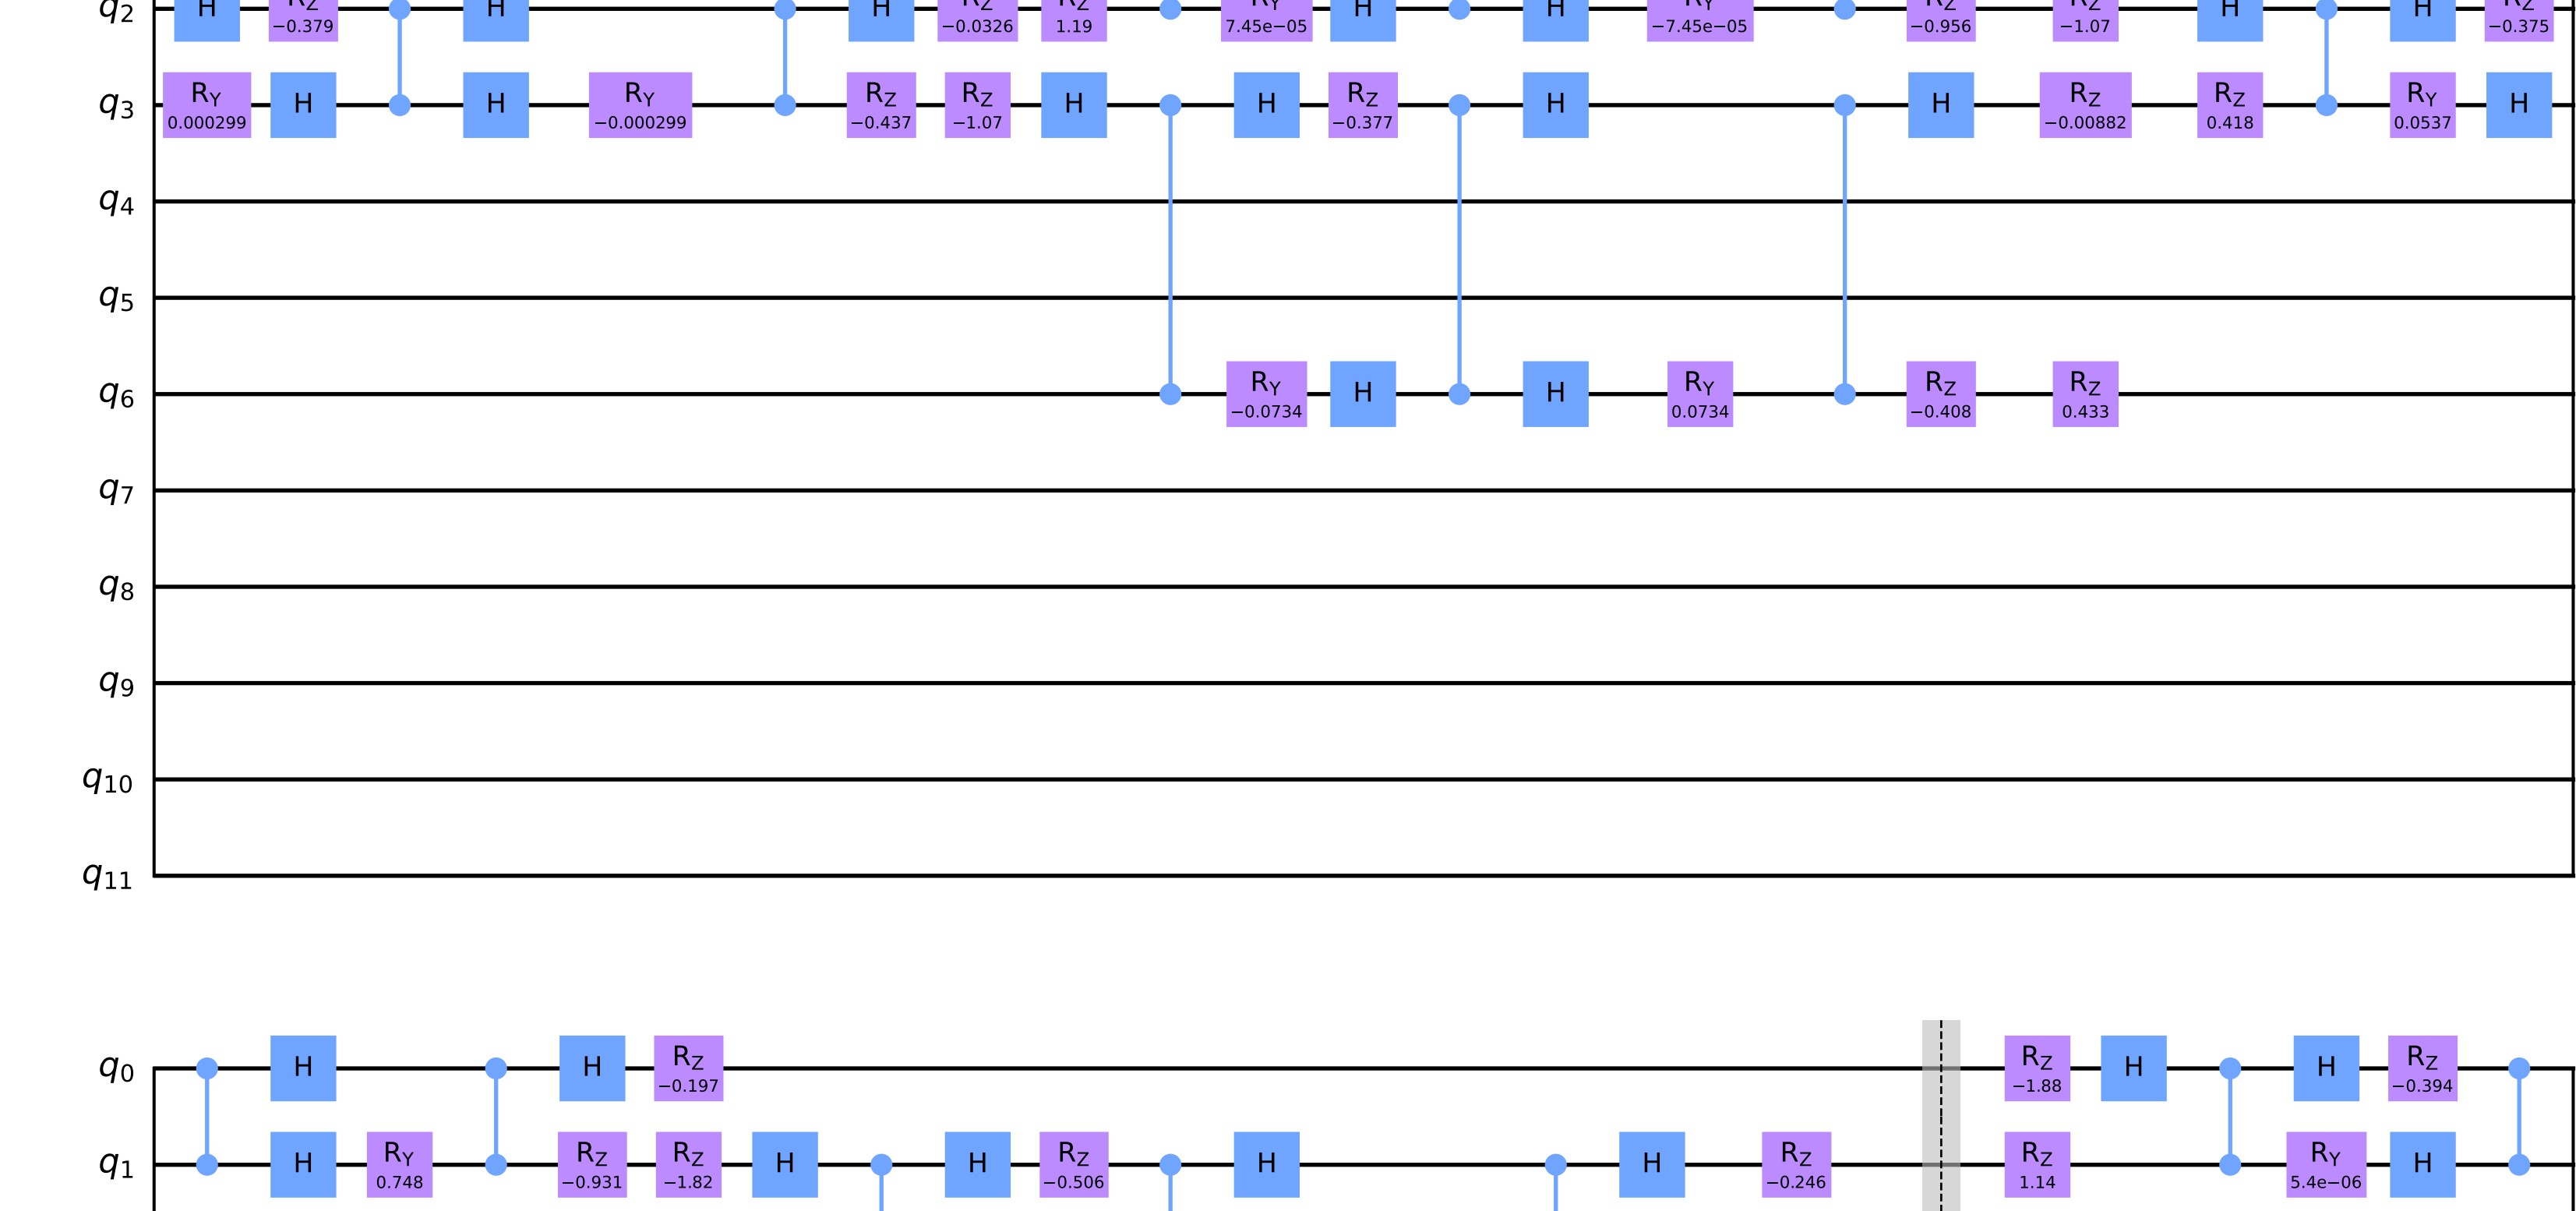 q2 H RZ H H RZ RZ RY H H RY RZ RZ H H RZ
−0.379 −0.0326 1.19 7.45e−05 −7.45e−05 −0.956 −1.07 −0.375
q3 RY H H RY RZ RZ H H RZ H H RZ RZ RY H
0.000299 −0.000299 −0.437 −1.07 −0.377 −0.00882 0.418 0.0537
q4
q5
q6 RY H H RY RZ RZ
−0.0734 0.0734 −0.408 0.433
q7
q8
q9
q10
q11
q0 H H RZ RZ H H RZ
−0.197 −1.88 −0.394
q1 H RY RZ RZ H H RZ H H RZ RZ RY H
0.748 −0.931 −1.82 −0.506 −0.246 1.14 5.4e−06